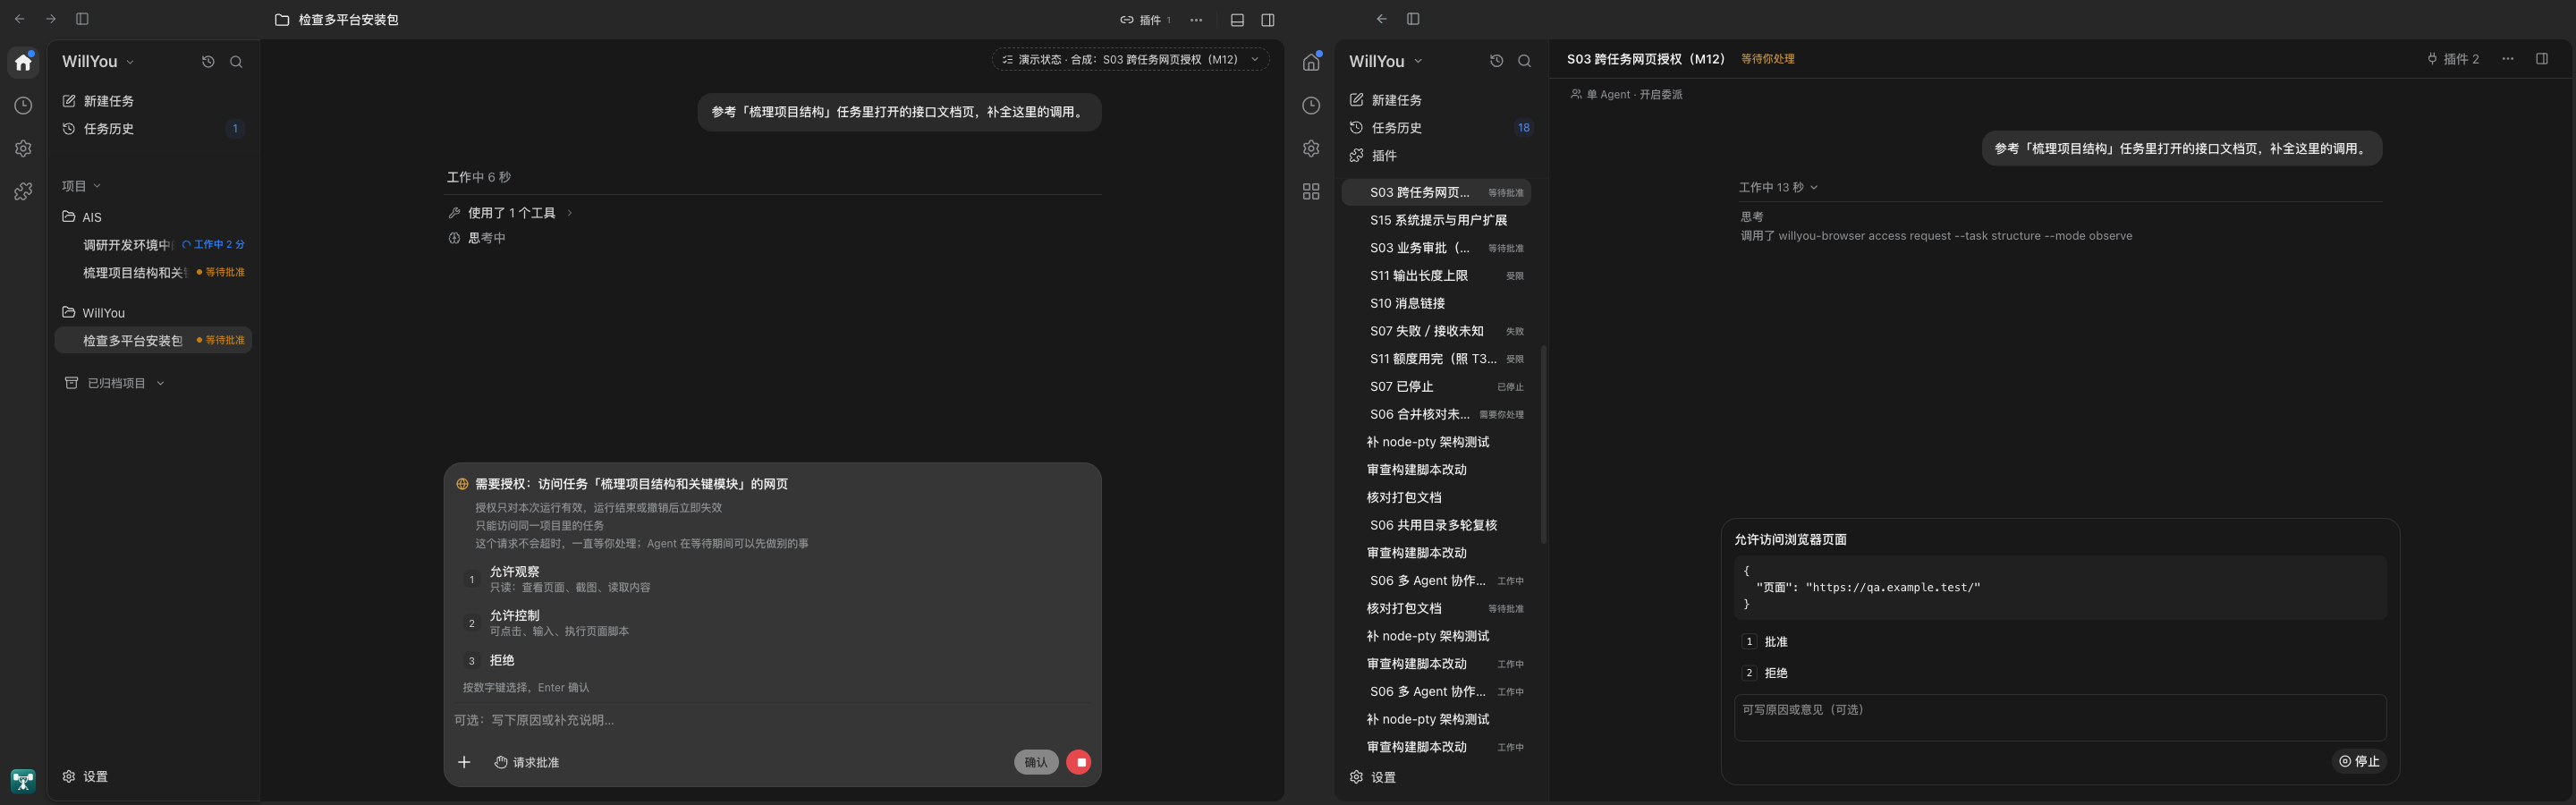 检查多平台安装包
插件 1
WillYou
新建任务
任务历史
1
项目
AIS
调研开发环境中
工作中 2 分
梳理项目结构和关
等待批准
WillYou
检查多平台安装包
等待批准
已归档项目
设置
演示状态 · 合成：S03 跨任务网页授权（M12）
参考「梳理项目结构」任务里打开的接口文档页，补全这里的调用。
工作中 6 秒
使用了 1 个工具
思考中
需要授权：访问任务「梳理项目结构和关键模块」的网页
授权只对本次运行有效，运行结束或撤销后立即失效
只能访问同一项目里的任务
这个请求不会超时，一直等你处理；Agent 在等待期间可以先做别的事
1
允许观察
只读：查看页面、截图、读取内容
2
允许控制
可点击、输入、执行页面脚本
3
拒绝
按数字键选择，Enter 确认
可选：写下原因或补充说明...
请求批准
确认
WillYou
新建任务
任务历史
18
插件
S03 跨任务网页...
等待批准
S15 系统提示与用户扩展
S03 业务审批（...
等待批准
S11 输出长度上限
受限
S10 消息链接
S07 失败 / 接收未知
失败
S11 额度用完（照 T3...
受限
S07 已停止
已停止
S06 合并核对未...
需要你处理
补 node-pty 架构测试
审查构建脚本改动
核对打包文档
S06 共用目录多轮复核
审查构建脚本改动
S06 多 Agent 协作...
工作中
核对打包文档
等待批准
补 node-pty 架构测试
审查构建脚本改动
工作中
S06 多 Agent 协作...
工作中
补 node-pty 架构测试
审查构建脚本改动
工作中
设置
S03 跨任务网页授权（M12）
等待你处理
插件 2
单 Agent · 开启委派
参考「梳理项目结构」任务里打开的接口文档页，补全这里的调用。
工作中 13 秒
思考
调用了 willyou-browser access request --task structure --mode observe
允许访问浏览器页面
{
"页面": "https://qa.example.test/"
}
1
批准
2
拒绝
可写原因或意见（可选）
停止